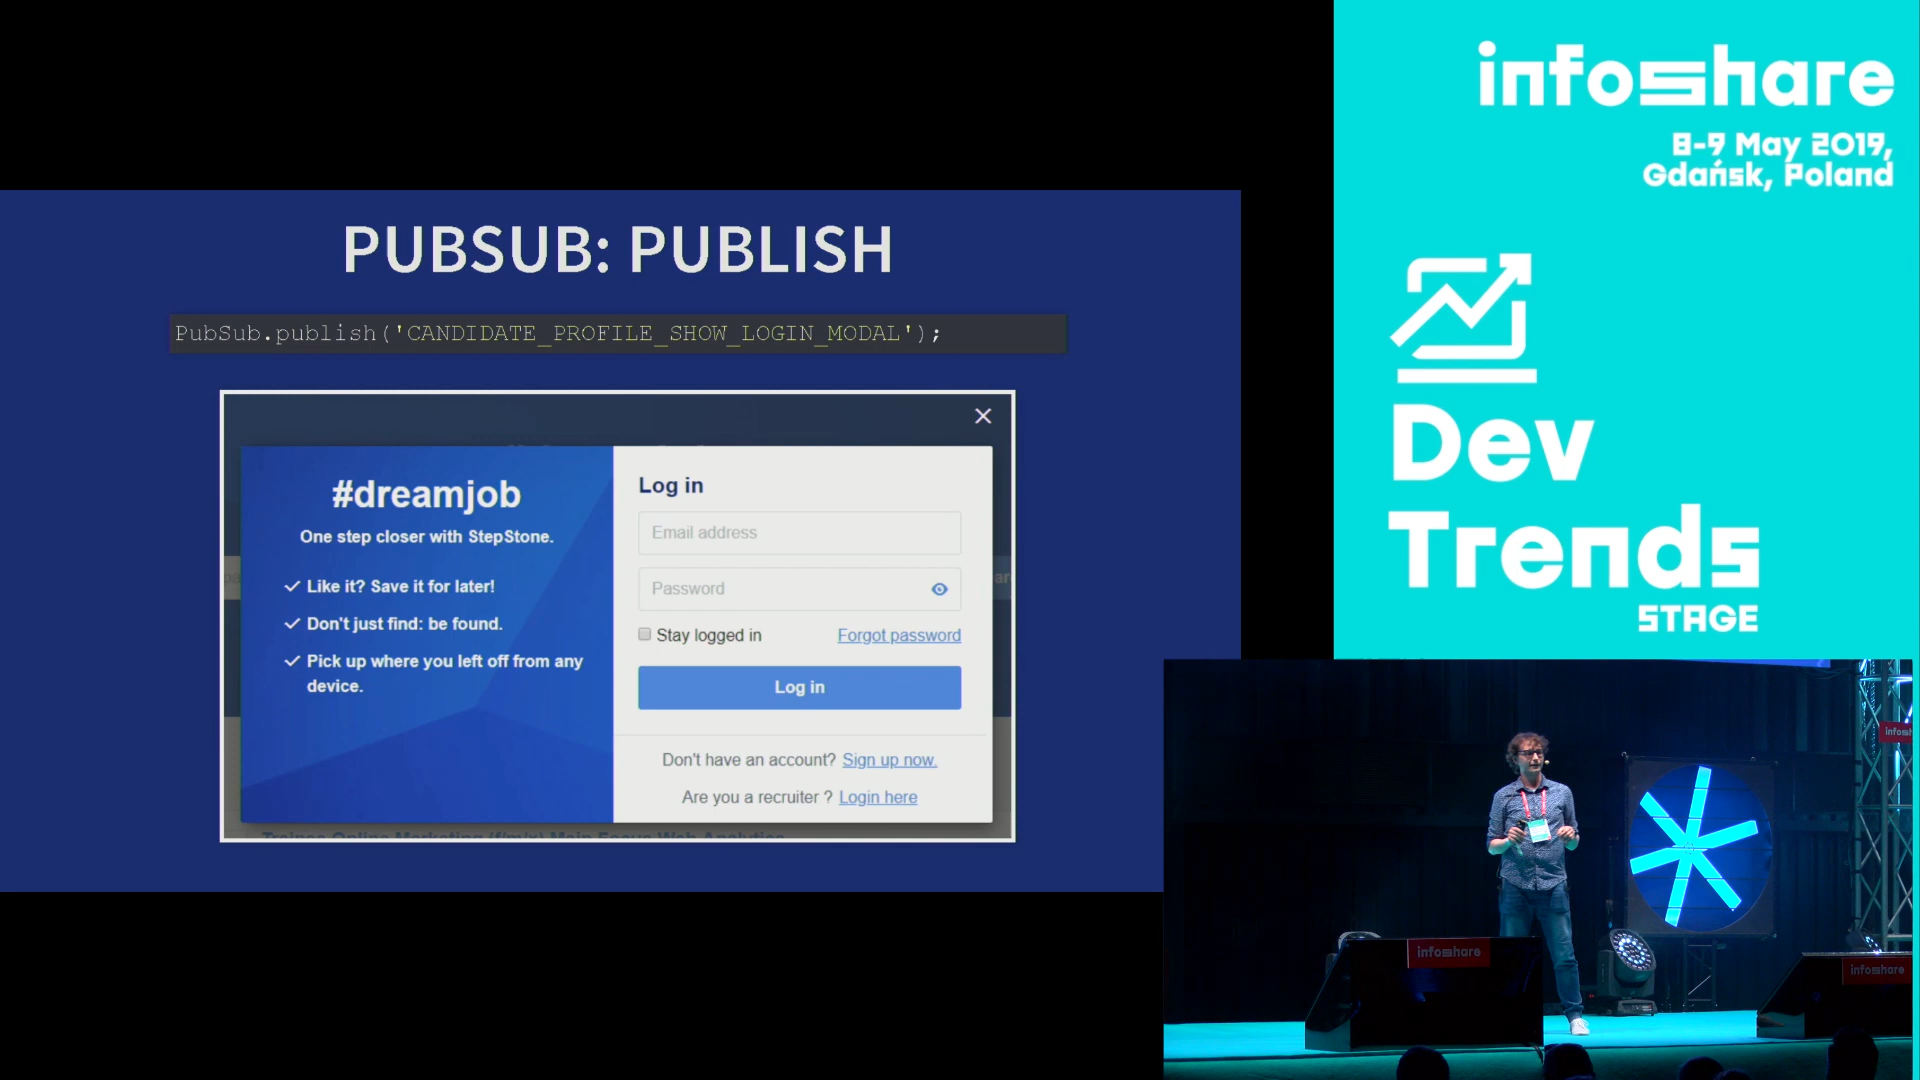 PUBSUB: PUBLISH
PubSub.publish('CANDIDATE_PROFILE_SHOW_LOGIN_MODAL');
#dreamjob
One step closer with StepStone.
Like it? Save it for later!
Don't just find: be found.
Pick up where you left off from any
device.
Log in
Email address
Password
Stay logged in
Forgot password
Log in
Don't have an account? Sign up now.
Are you a recruiter ? Login here
infoshare
8-9 May 2019,
Gdańsk, Poland
Dev
Trends
STAGE
infoshare
infoshare